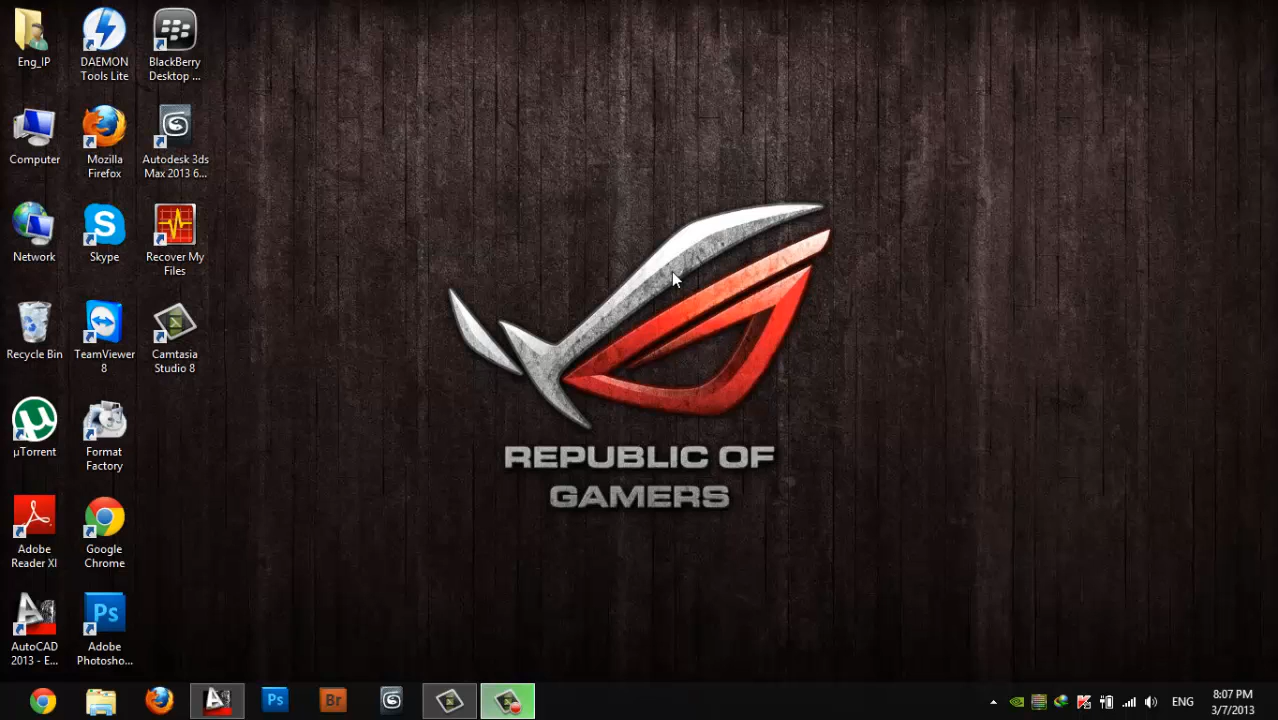 Eng_IP
DAEMON
Tools Lite
BlackBerry
Desktop ...
Computer
Mozilla
Firefox
Autodesk 3ds
Max 2013 6...
Network
Skype
Recover My
Files
Recycle Bin
TeamViewer
8
Camtasia
Studio 8
µTorrent
Format
Factory
Adobe
Reader XI
Google
Chrome
AutoCAD
2013 - E...
Ps
Adobe
Photosho...
REPUBLIC OF
GAMERS
Ps
Br
ENG
8:07 PM
3/7/2013